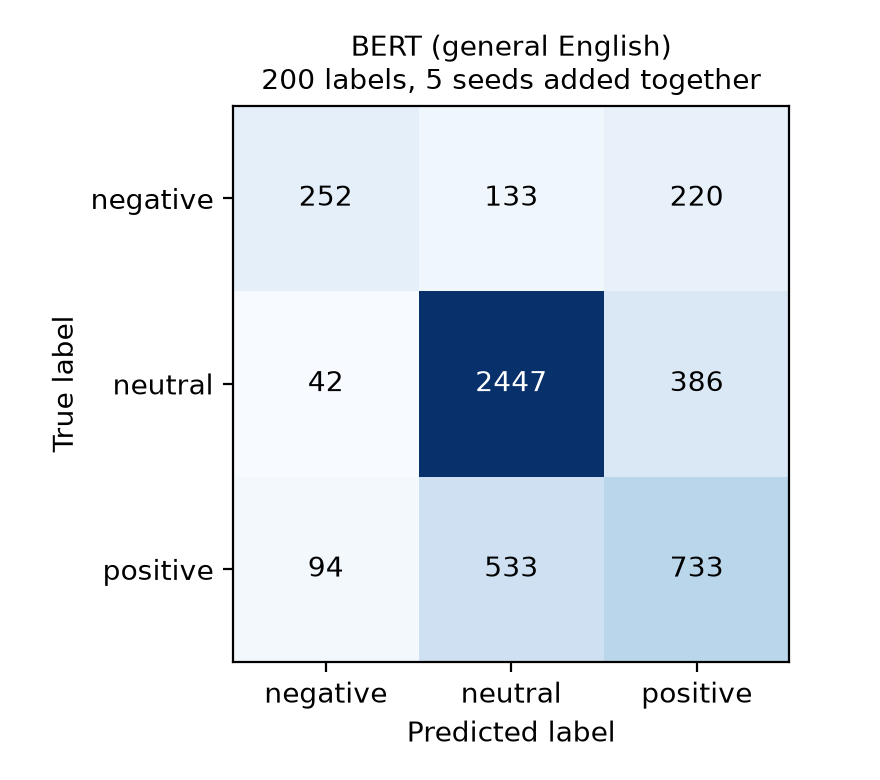 BERT (general English)
200 labels, 5 seeds added together
True label
negative 252 133 220
neutral 42 2447 386
positive 94 533 733
negative neutral positive
Predicted label